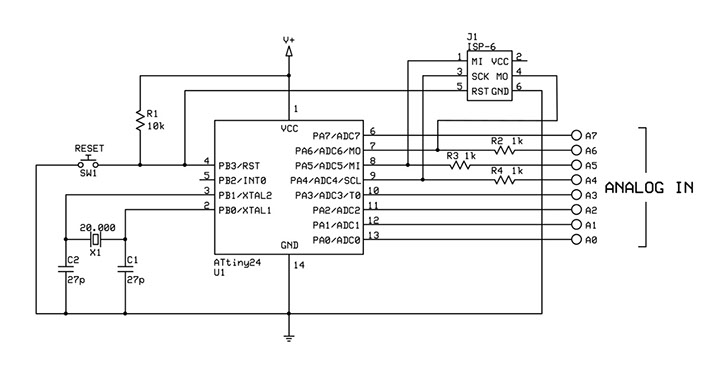 V+
J1
ISP-6
1 MI VCC 2
3 SCK MO 4
5 RST GND 6
R1
10k
1
VCC
RESET
SW1
4 PB3/RST
5 PB2/INT0
3 PB1/XTAL2
2 PB0/XTAL1
PA7/ADC7 6 A7
PA6/ADC6/MO 7 R2 1k A6
PA5/ADC5/MI 8 R3 1k A5
PA4/ADC4/SCL 9 R4 1k A4
PA3/ADC3/T0 10 A3
PA2/ADC2 11 A2
PA1/ADC1 12 A1
PA0/ADC0 13 A0
ANALOG IN
20.000
X1
C2
27p
C1
27p
GND
14
ATtiny24
U1